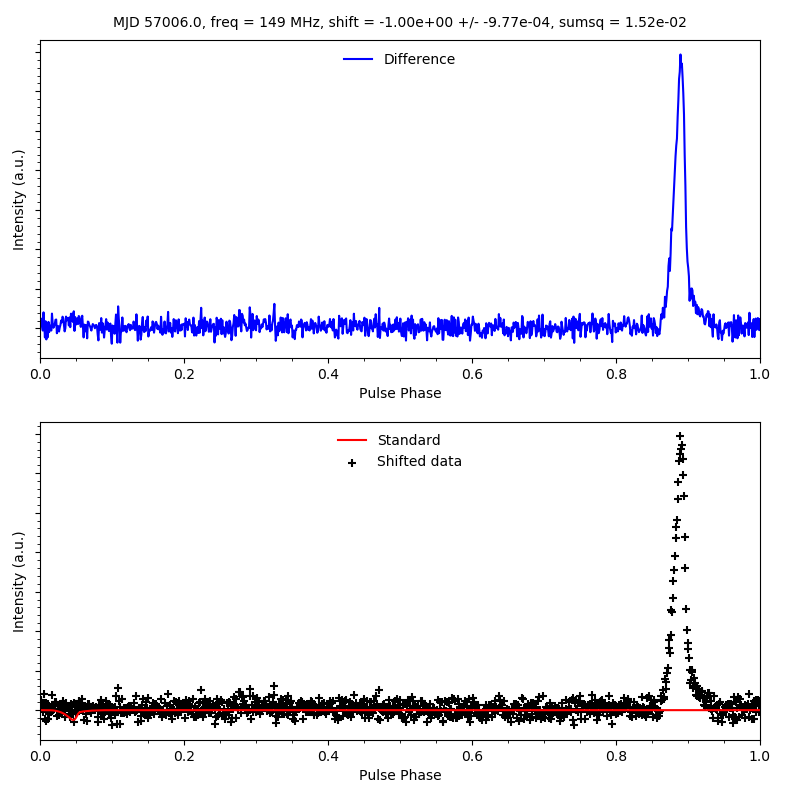 MJD 57006.0, freq = 149 MHz, shift = -1.00e+00 +/- -9.77e-04, sumsq = 1.52e-02
Difference
Intensity (a.u.)
0.0 0.2 0.4 0.6 0.8 1.0
Pulse Phase
Standard
Shifted data
Intensity (a.u.)
0.0 0.2 0.4 0.6 0.8 1.0
Pulse Phase